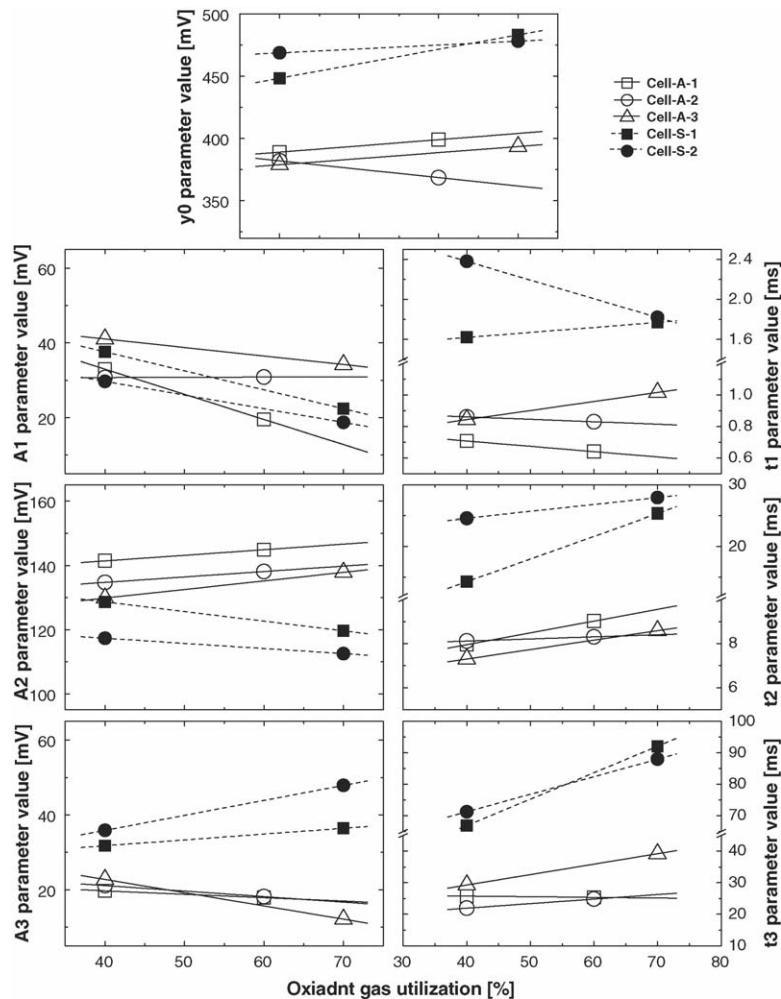 500
450
400
350
y0 parameter value [mV]
Cell-A-1
Cell-A-2
Cell-A-3
Cell-S-1
Cell-S-2
60
40
20
A1 parameter value [mV]
2.4
2.0
1.6
1.0
0.8
0.6
t1 parameter value [ms]
160
140
120
100
A2 parameter value [mV]
30
20
8
6
t2 parameter value [ms]
60
40
20
A3 parameter value [mV]
100
90
80
70
40
30
20
10
t3 parameter value [ms]
40 50 60 70 30 40 50 60 70 80
Oxiadnt gas utilization [%]